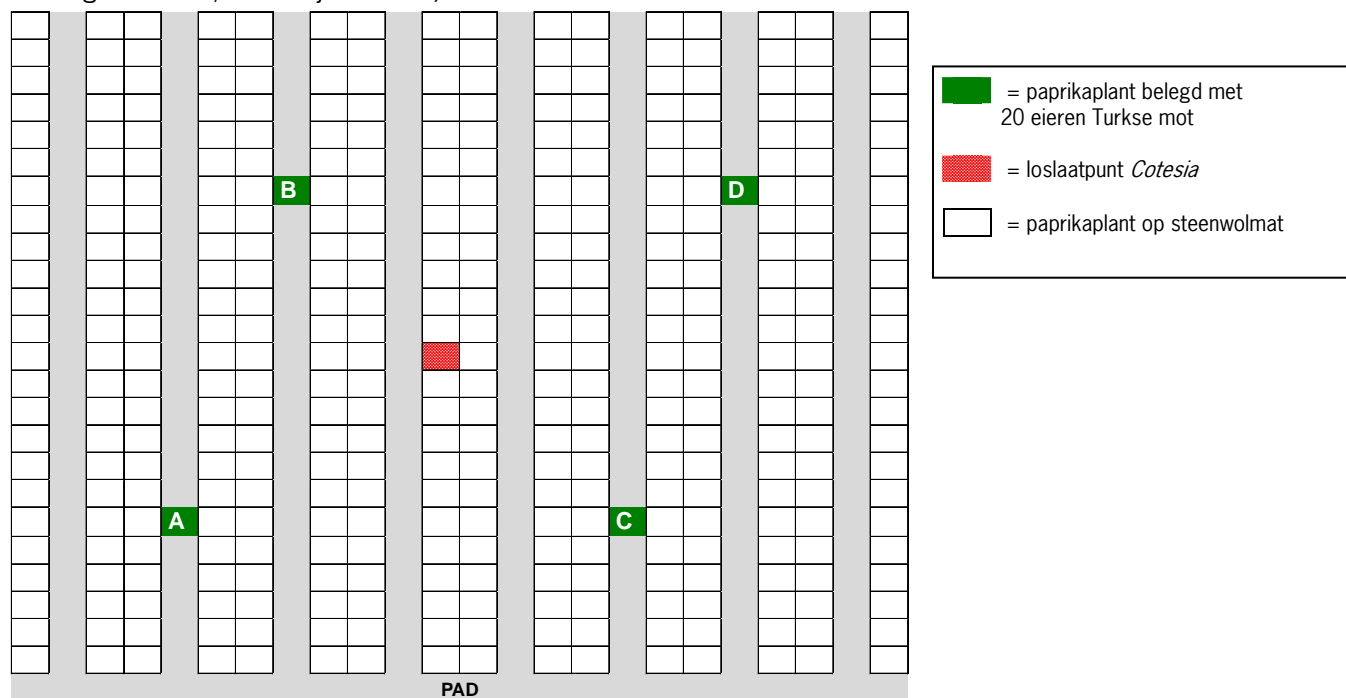 = paprikaplant belegd met
20 eieren Turkse mot
= loslaatpunt Cotesia
= paprikaplant op steenwolmat
B
D
A
C
PAD